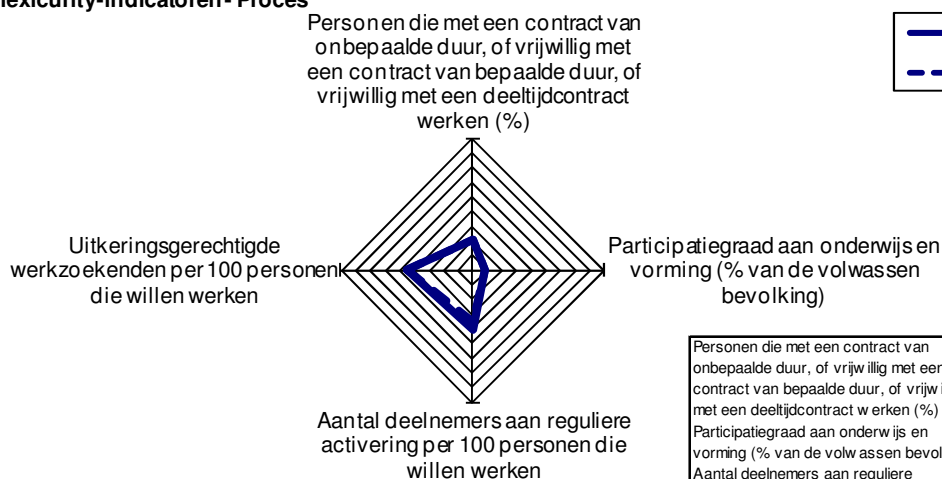 lexicurity-indicatoren- Proces
Personen die met een contract van
onbepaalde duur, of vrijwillig met
een contract van bepaalde duur, of
vrijwillig met een deeltijdcontract
werken (%)
Uitkeringsgerechtigde
werkzoekenden per 100 personen
die willen werken
Participatiegraad aan onderwijs en
vorming (% van de volwassen
bevolking)
Aantal deelnemers aan reguliere
activering per 100 personen die
willen werken
Personen die met een contract van
onbepaalde duur, of vrijwillig met een
contract van bepaalde duur, of vrijwi
met een deeltijdcontract werken (%)
Participatiegraad aan onderwijs en
vorming (% van de volwassen bevol
Aantal deelnemers aan reguliere